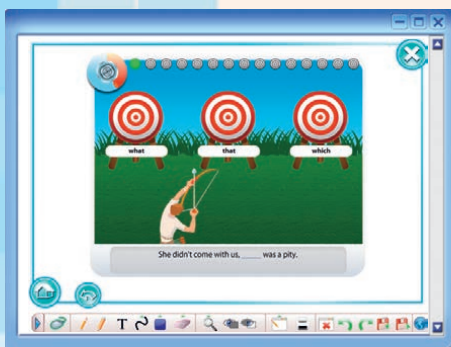 what that which
She didn't come with us, _____ was a pity.
T